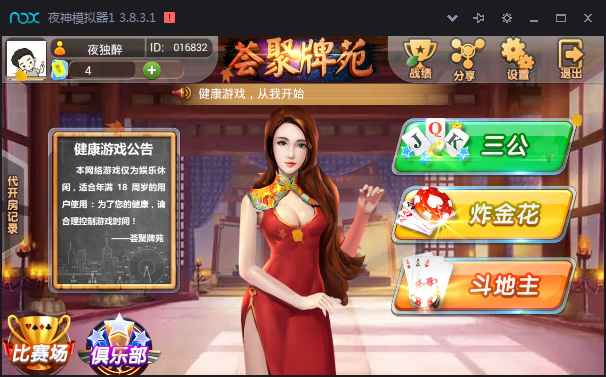 nox 夜神模拟器1 3.8.3.1
夜独醉
ID: 016832
4
荟聚牌苑
战绩
分享
设置
退出
健康游戏，从我开始
代开房记录
健康游戏公告
本网络游戏仅为娱乐休
闲，适合年满 18 周岁的用
户使用：为了您的健康，请
合理控制游戏时间！
——荟聚牌苑
J Q K
三公
炸金花
斗地主
比赛场
俱乐部